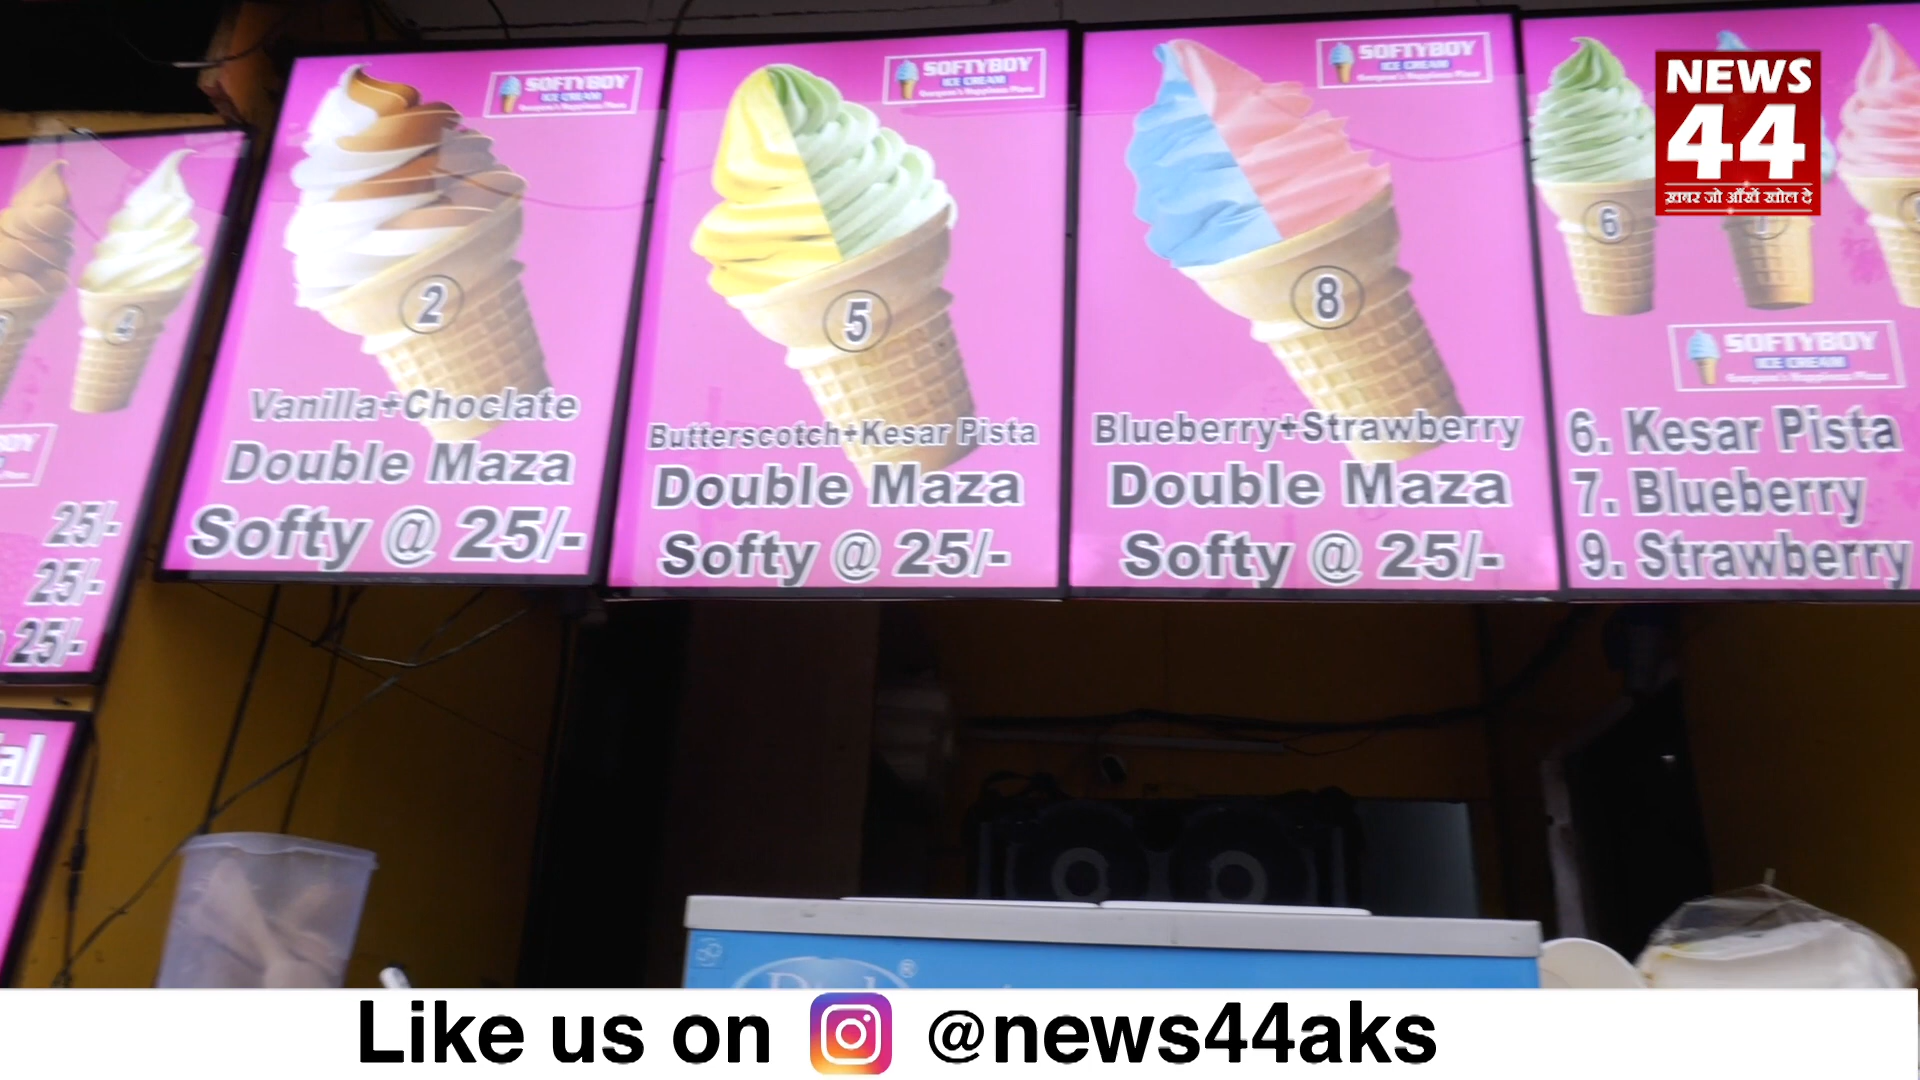 SOFTYBOY
ICE CREAM
2
Vanilla+Choclate
Double Maza
Softy @ 25/-
SOFTYBOY
ICE CREAM
5
Butterscotch+Kesar Pista
Double Maza
Softy @ 25/-
SOFTYBOY
ICE CREAM
8
Blueberry+Strawberry
Double Maza
Softy @ 25/-
6
SOFTYBOY
ICE CREAM
6. Kesar Pista
7. Blueberry
9. Strawberry
4
25/-
25/-
25/-
NEWS
44
ख़बर जो आँखें खोल दे
Like us on @news44aks